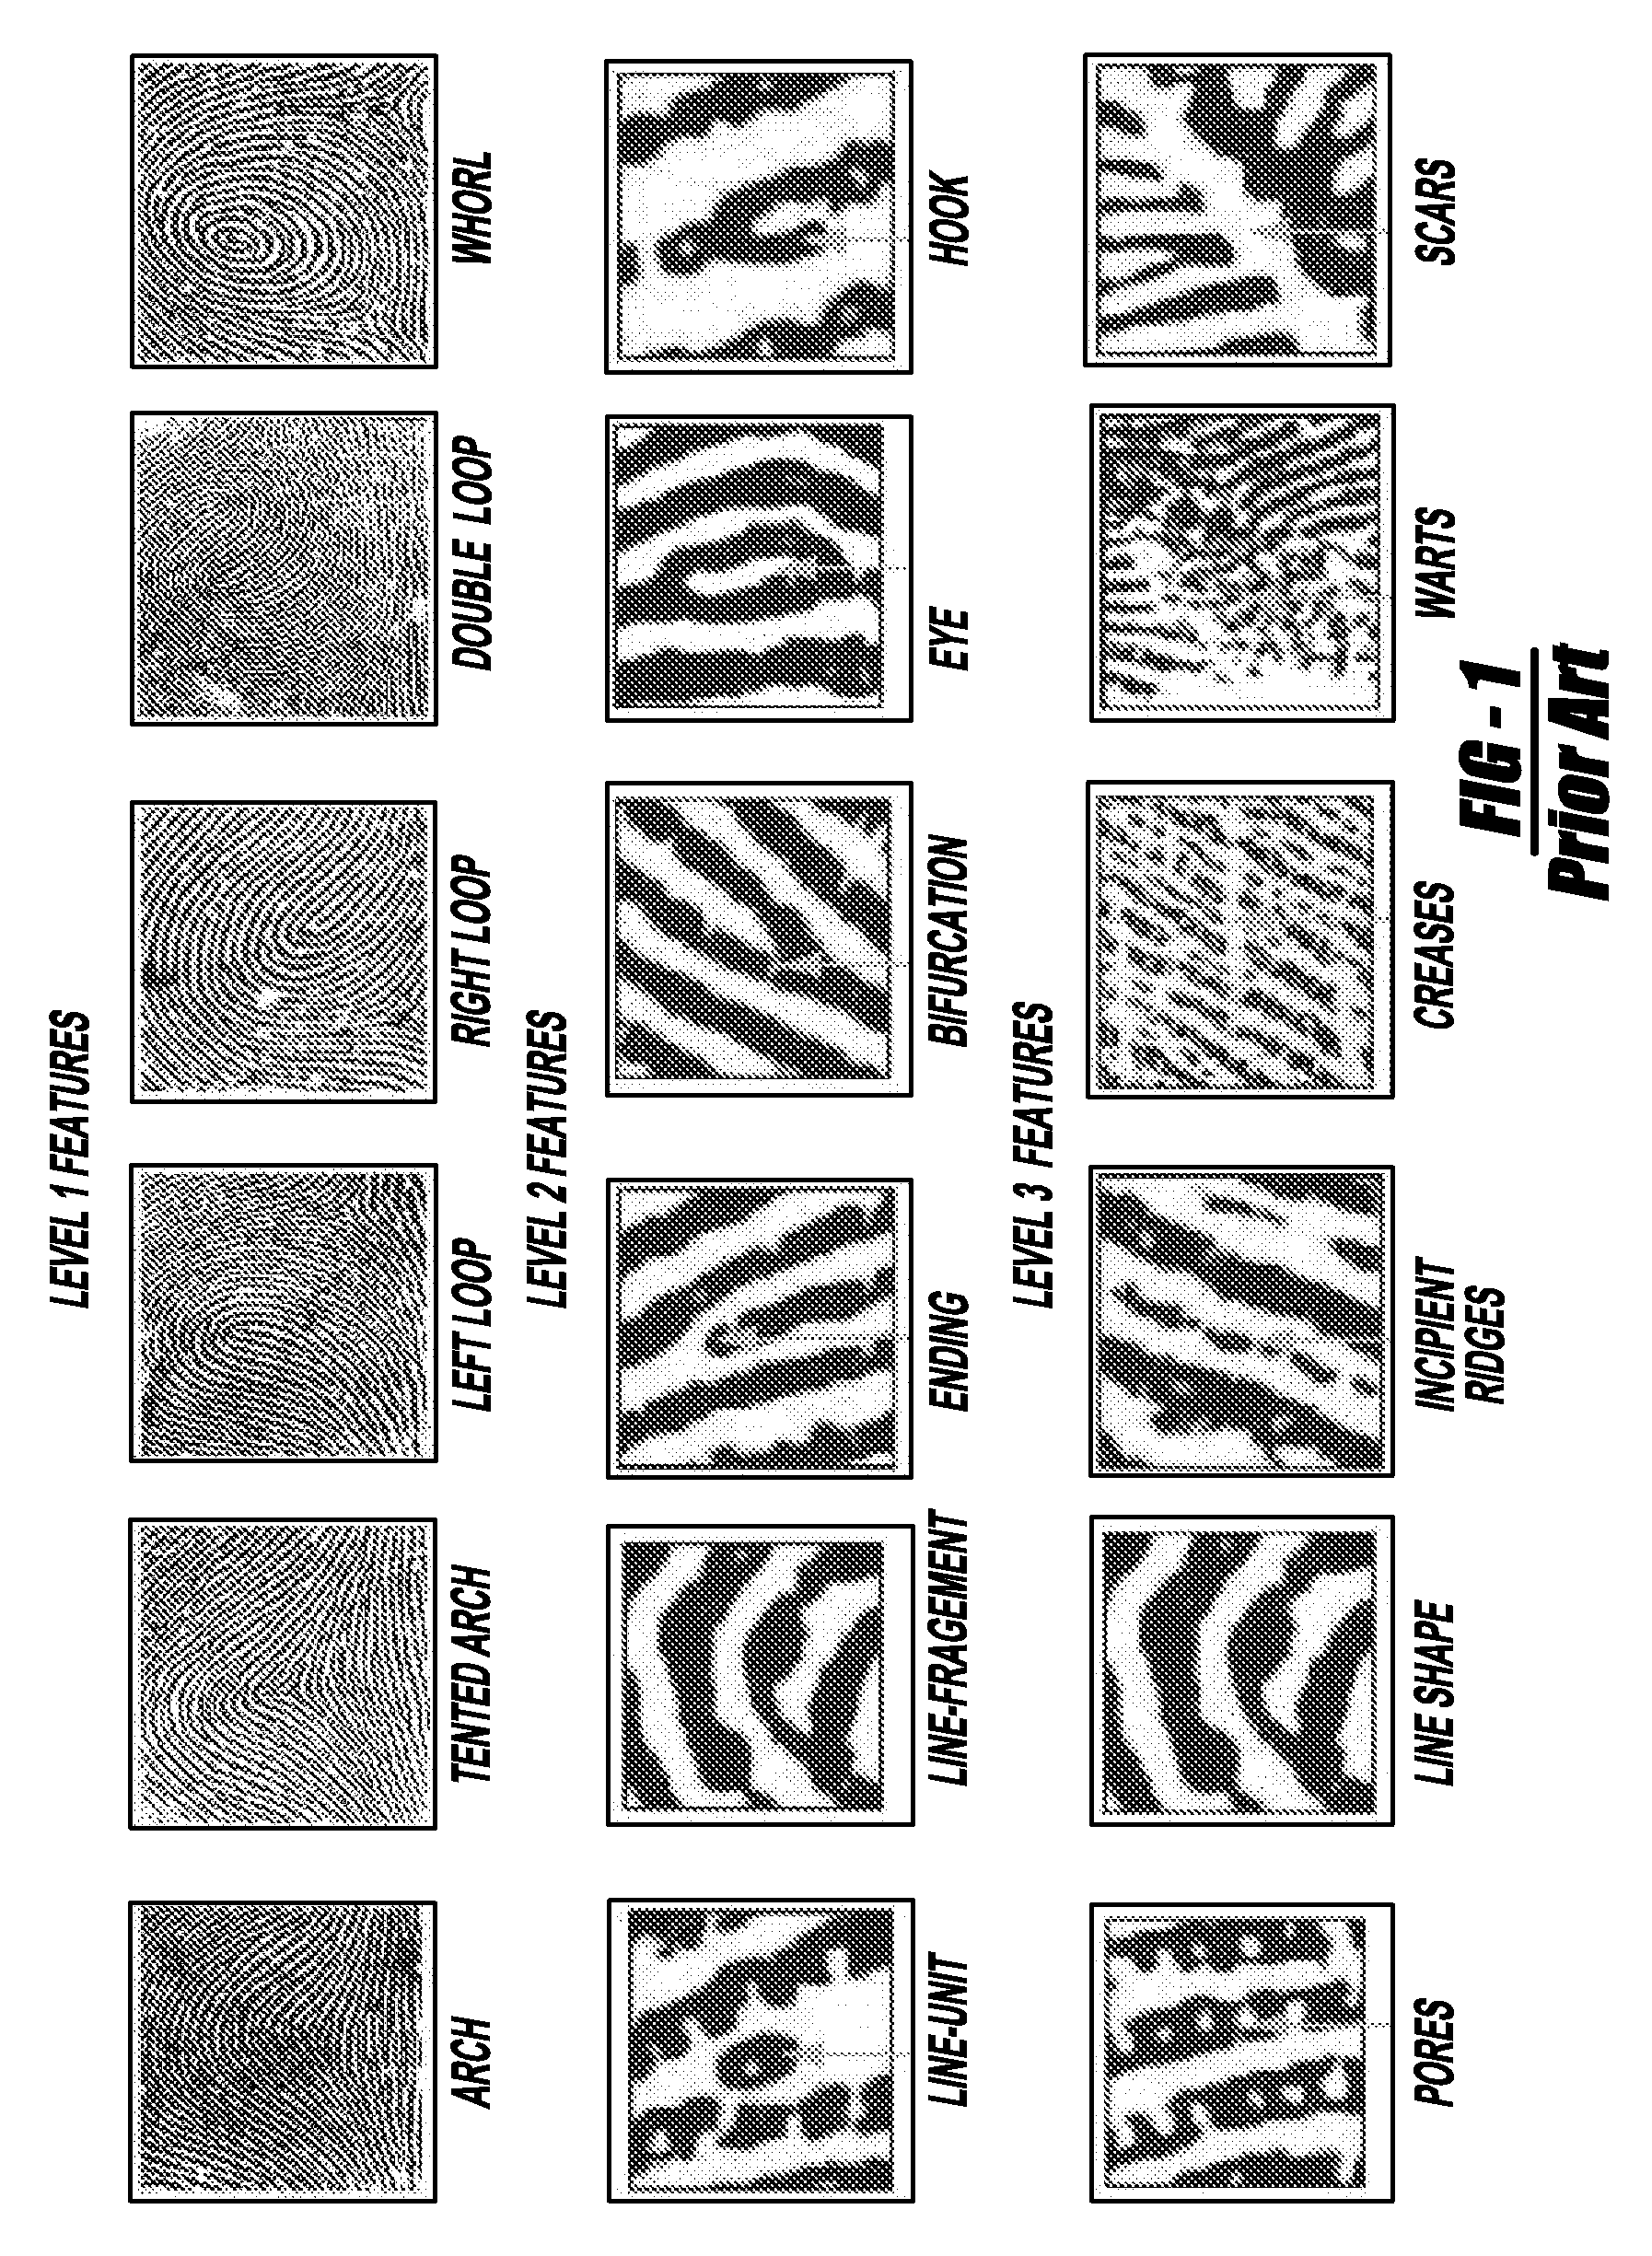 LEVEL 1 FEATURES
ARCH
TENTED ARCH
LEFT LOOP
RIGHT LOOP
DOUBLE LOOP
WHORL
LEVEL 2 FEATURES
LINE-UNIT
LINE-FRAGEMENT
ENDING
BIFURCATION
EYE
HOOK
LEVEL 3 FEATURES
PORES
LINE SHAPE
INCIPIENT
RIDGES
CREASES
WARTS
SCARS
FIG - 1
Prior Art